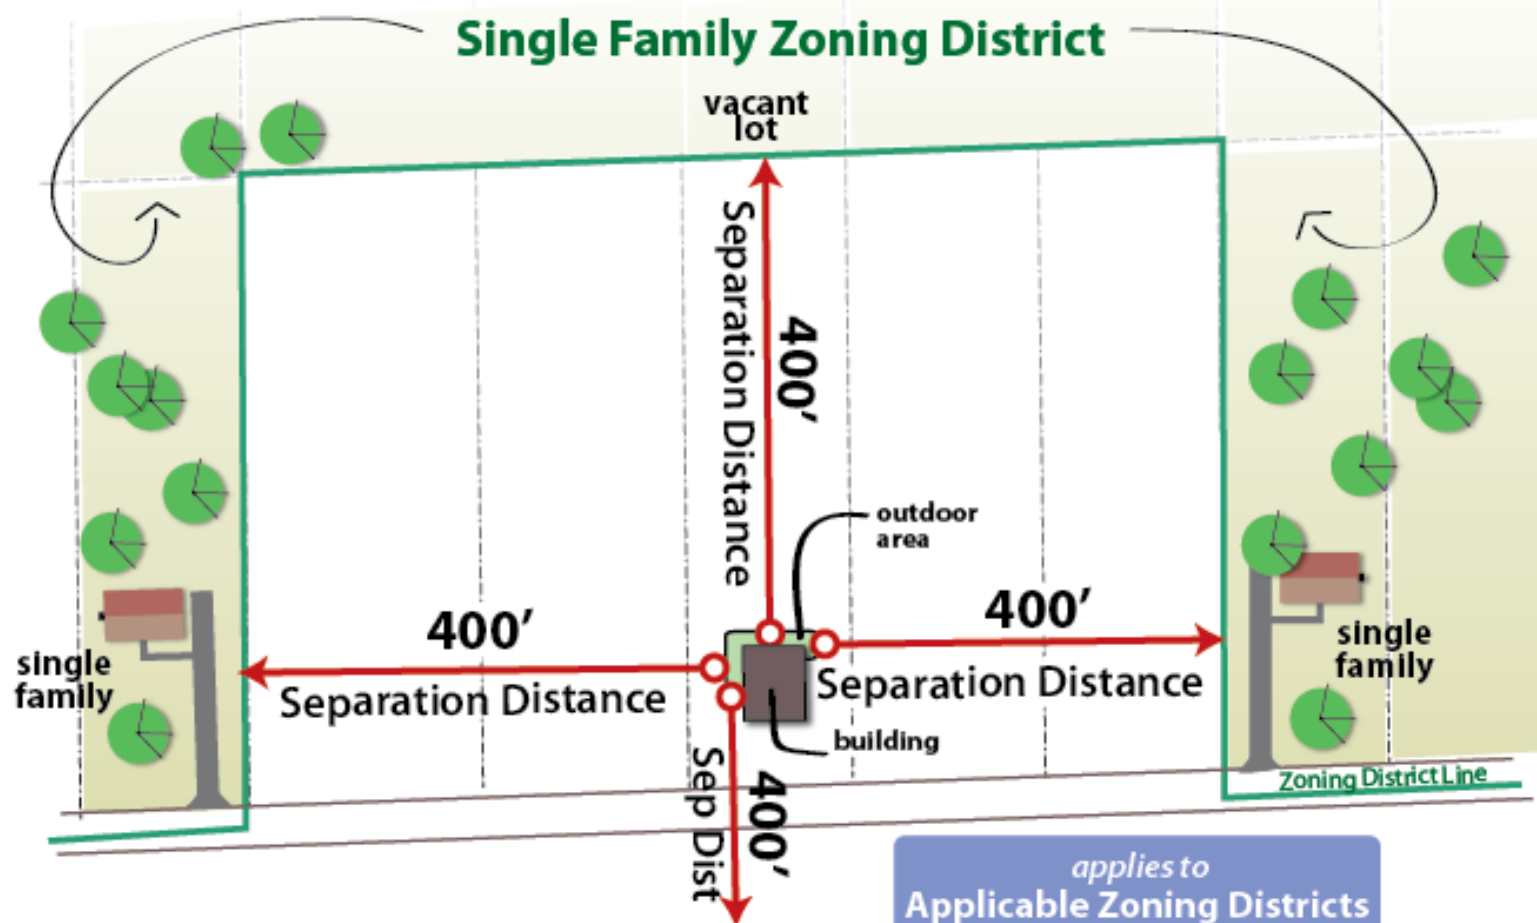 Single Family Zoning District
vacant
lot
Separation Distance
400’
outdoor
area
400’
400’
single
family
single
family
Separation Distance
Separation Distance
building
Sep Dist
400’
Zoning District Line
applies to
Applicable Zoning Districts